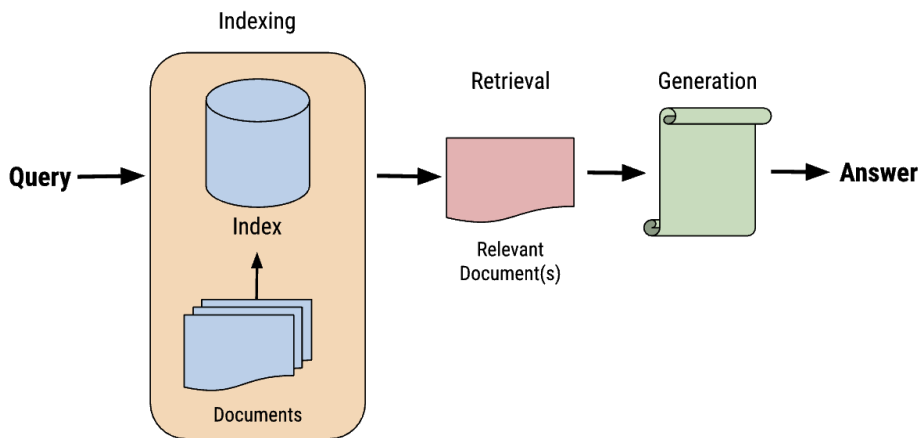 Indexing
Retrieval
Generation
Query
Answer
Index
Relevant
Document(s)
Documents